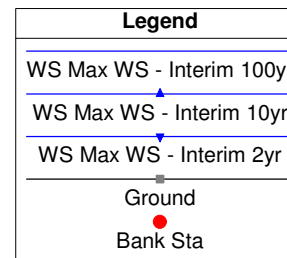 Legend
WS Max WS - Interim 100y
WS Max WS - Interim 10yr
WS Max WS - Interim 2yr
Ground
Bank Sta